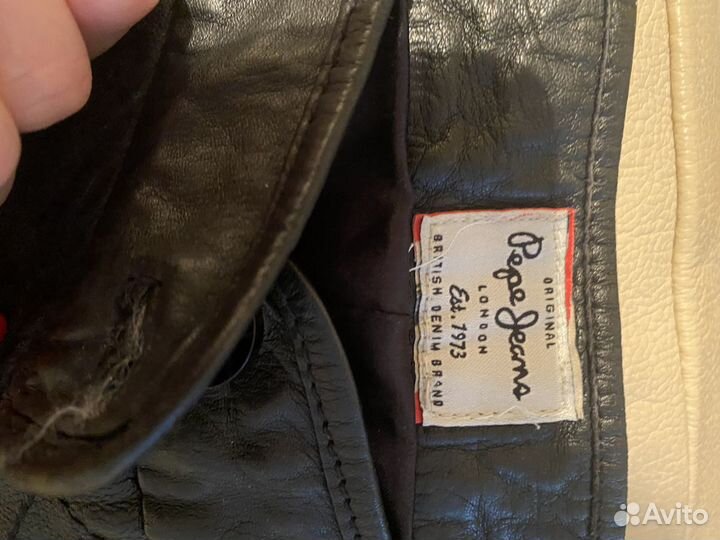 ORIGINAL
Pepe Jeans
LONDON
Est. 1973
BRITISH DENIM BRAND
Avito